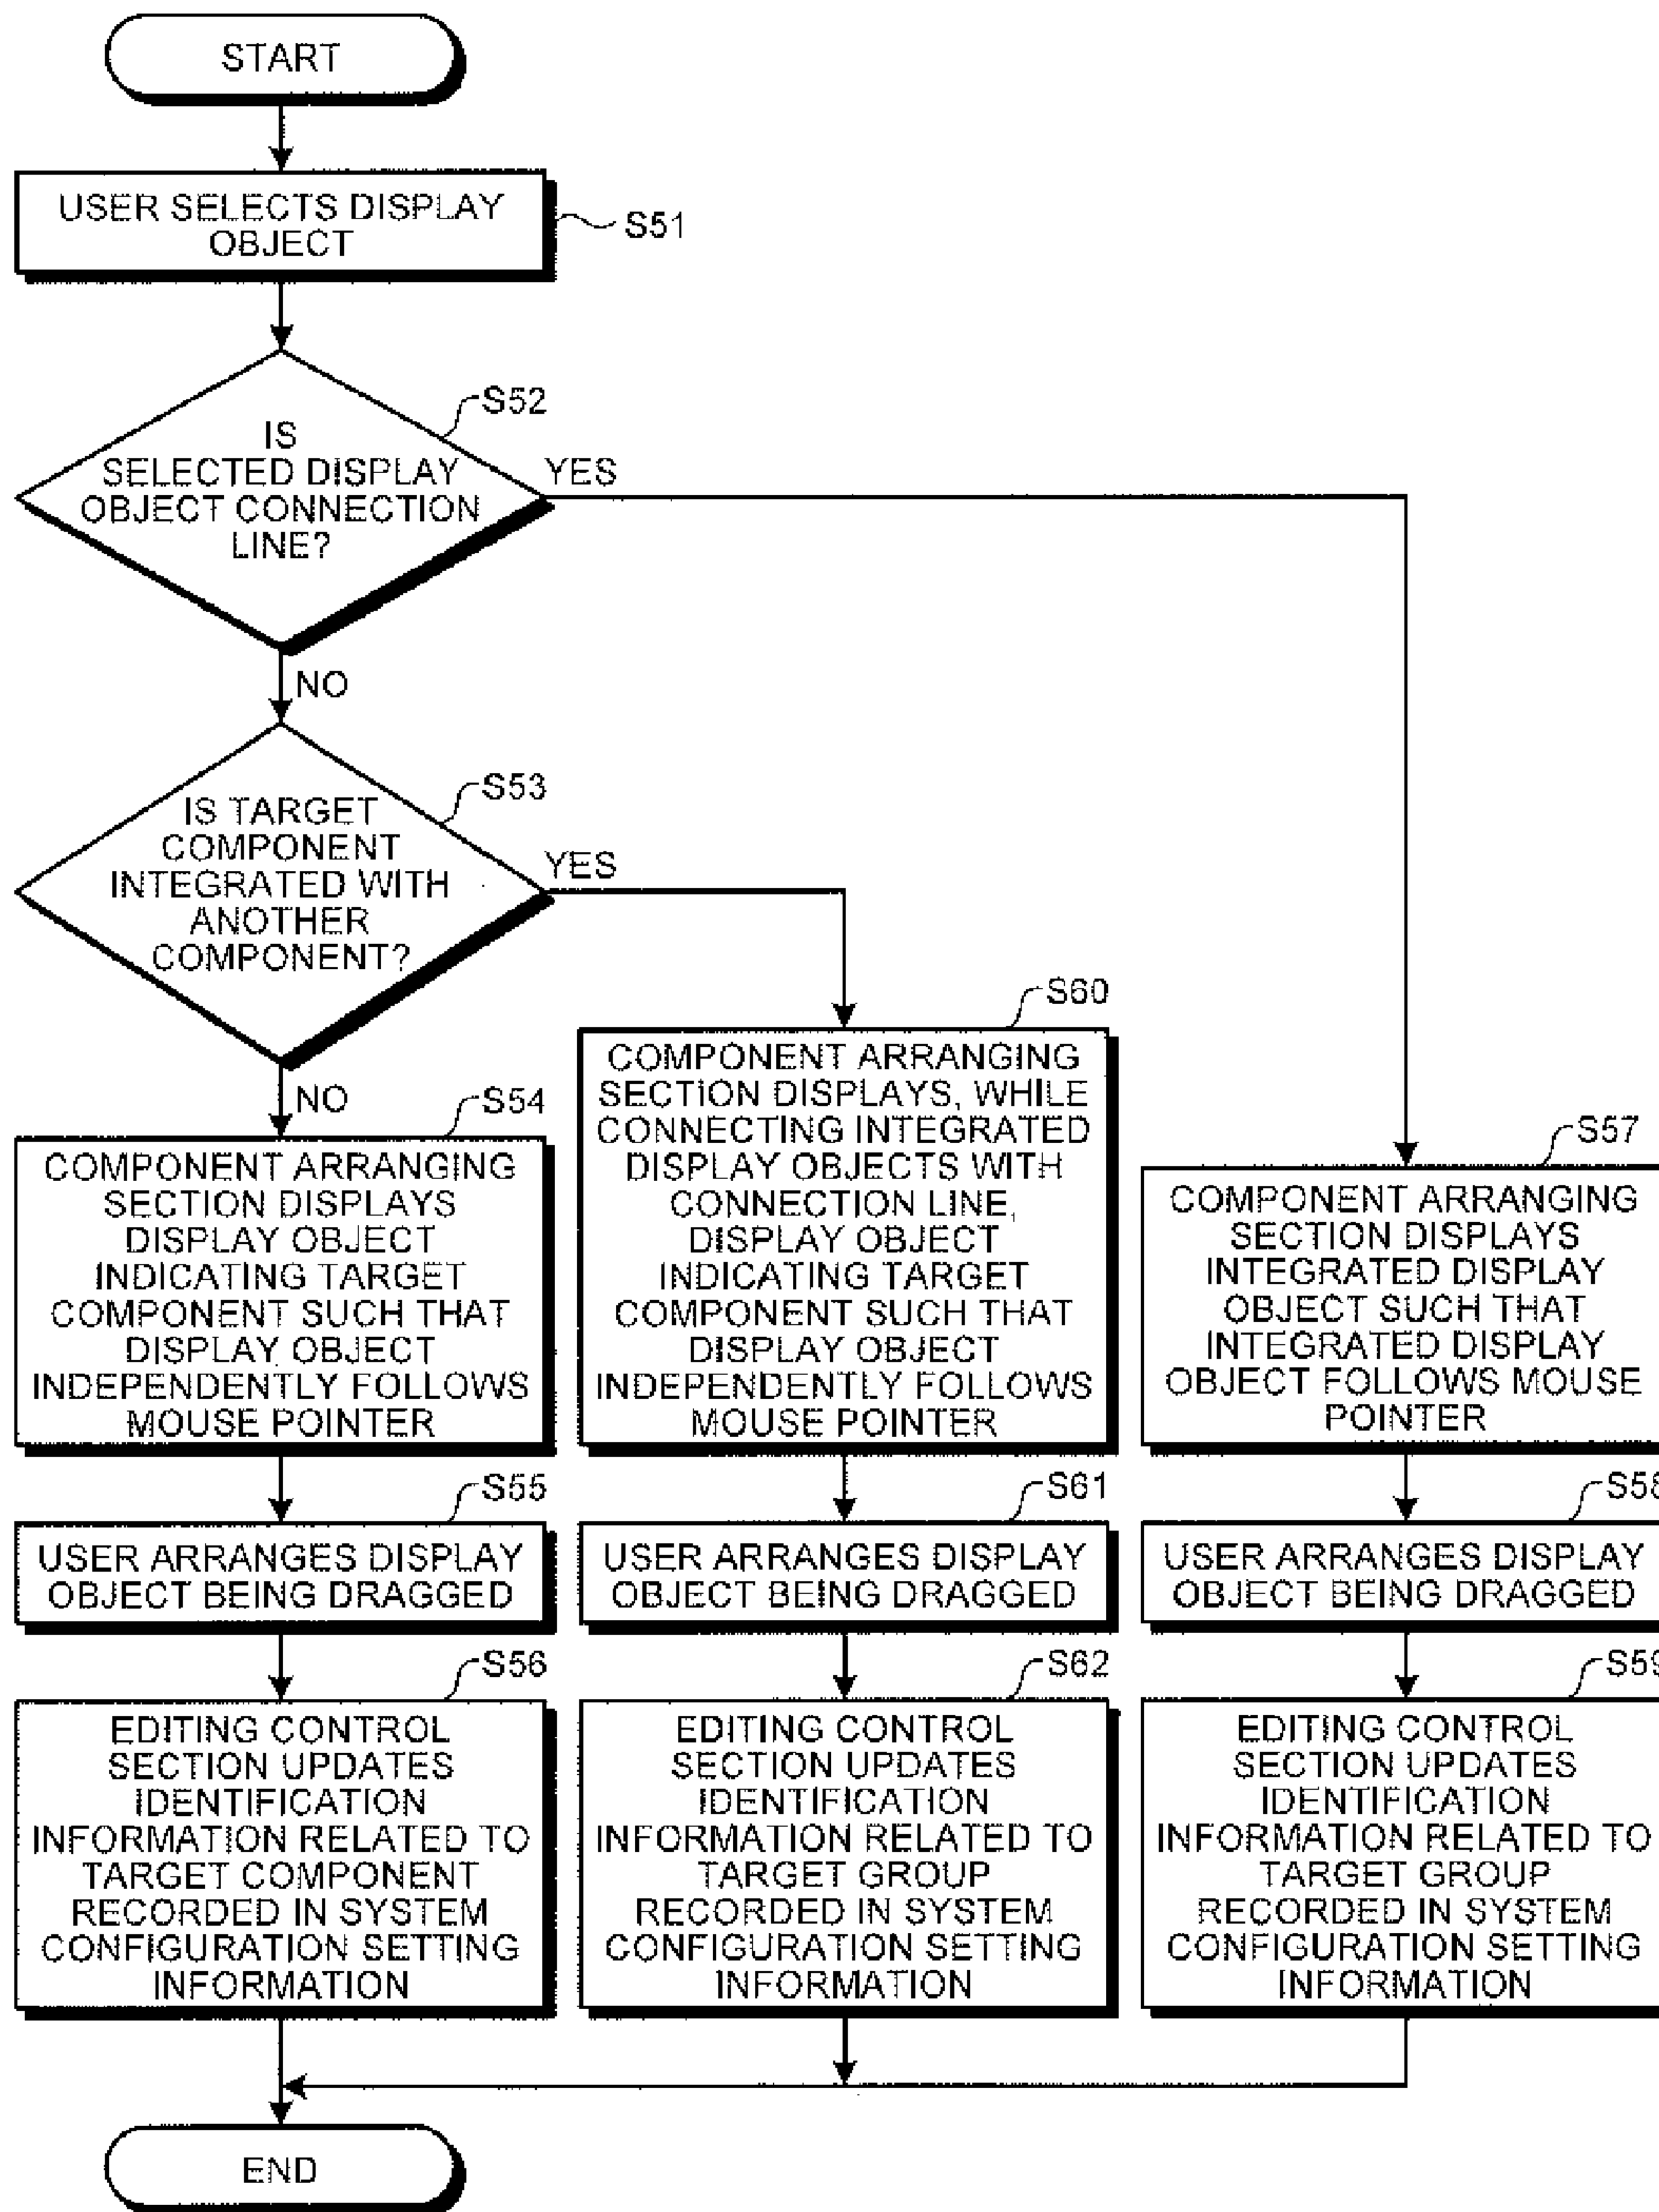 START
USER SELECTS DISPLAY
OBJECT
S51
S52
IS
SELECTED DISPLAY
OBJECT CONNECTION
LINE?
YES
NO
S53
IS TARGET
COMPONENT
INTEGRATED WITH
ANOTHER
COMPONENT?
YES
NO
S54
COMPONENT ARRANGING
SECTION DISPLAYS
DISPLAY OBJECT
INDICATING TARGET
COMPONENT SUCH THAT
DISPLAY OBJECT
INDEPENDENTLY FOLLOWS
MOUSE POINTER
S60
COMPONENT ARRANGING
SECTION DISPLAYS, WHILE
CONNECTING INTEGRATED
DISPLAY OBJECTS WITH
CONNECTION LINE,
DISPLAY OBJECT
INDICATING TARGET
COMPONENT SUCH THAT
DISPLAY OBJECT
INDEPENDENTLY FOLLOWS
MOUSE POINTER
S57
COMPONENT ARRANGING
SECTION DISPLAYS
INTEGRATED DISPLAY
OBJECT SUCH THAT
INTEGRATED DISPLAY
OBJECT FOLLOWS MOUSE
POINTER
S55
USER ARRANGES DISPLAY
OBJECT BEING DRAGGED
S61
USER ARRANGES DISPLAY
OBJECT BEING DRAGGED
S58
USER ARRANGES DISPLAY
OBJECT BEING DRAGGED
S56
EDITING CONTROL
SECTION UPDATES
IDENTIFICATION
INFORMATION RELATED TO
TARGET COMPONENT
RECORDED IN SYSTEM
CONFIGURATION SETTING
INFORMATION
S62
EDITING CONTROL
SECTION UPDATES
IDENTIFICATION
INFORMATION RELATED TO
TARGET GROUP
RECORDED IN SYSTEM
CONFIGURATION SETTING
INFORMATION
S59
EDITING CONTROL
SECTION UPDATES
IDENTIFICATION
INFORMATION RELATED TO
TARGET GROUP
RECORDED IN SYSTEM
CONFIGURATION SETTING
INFORMATION
END